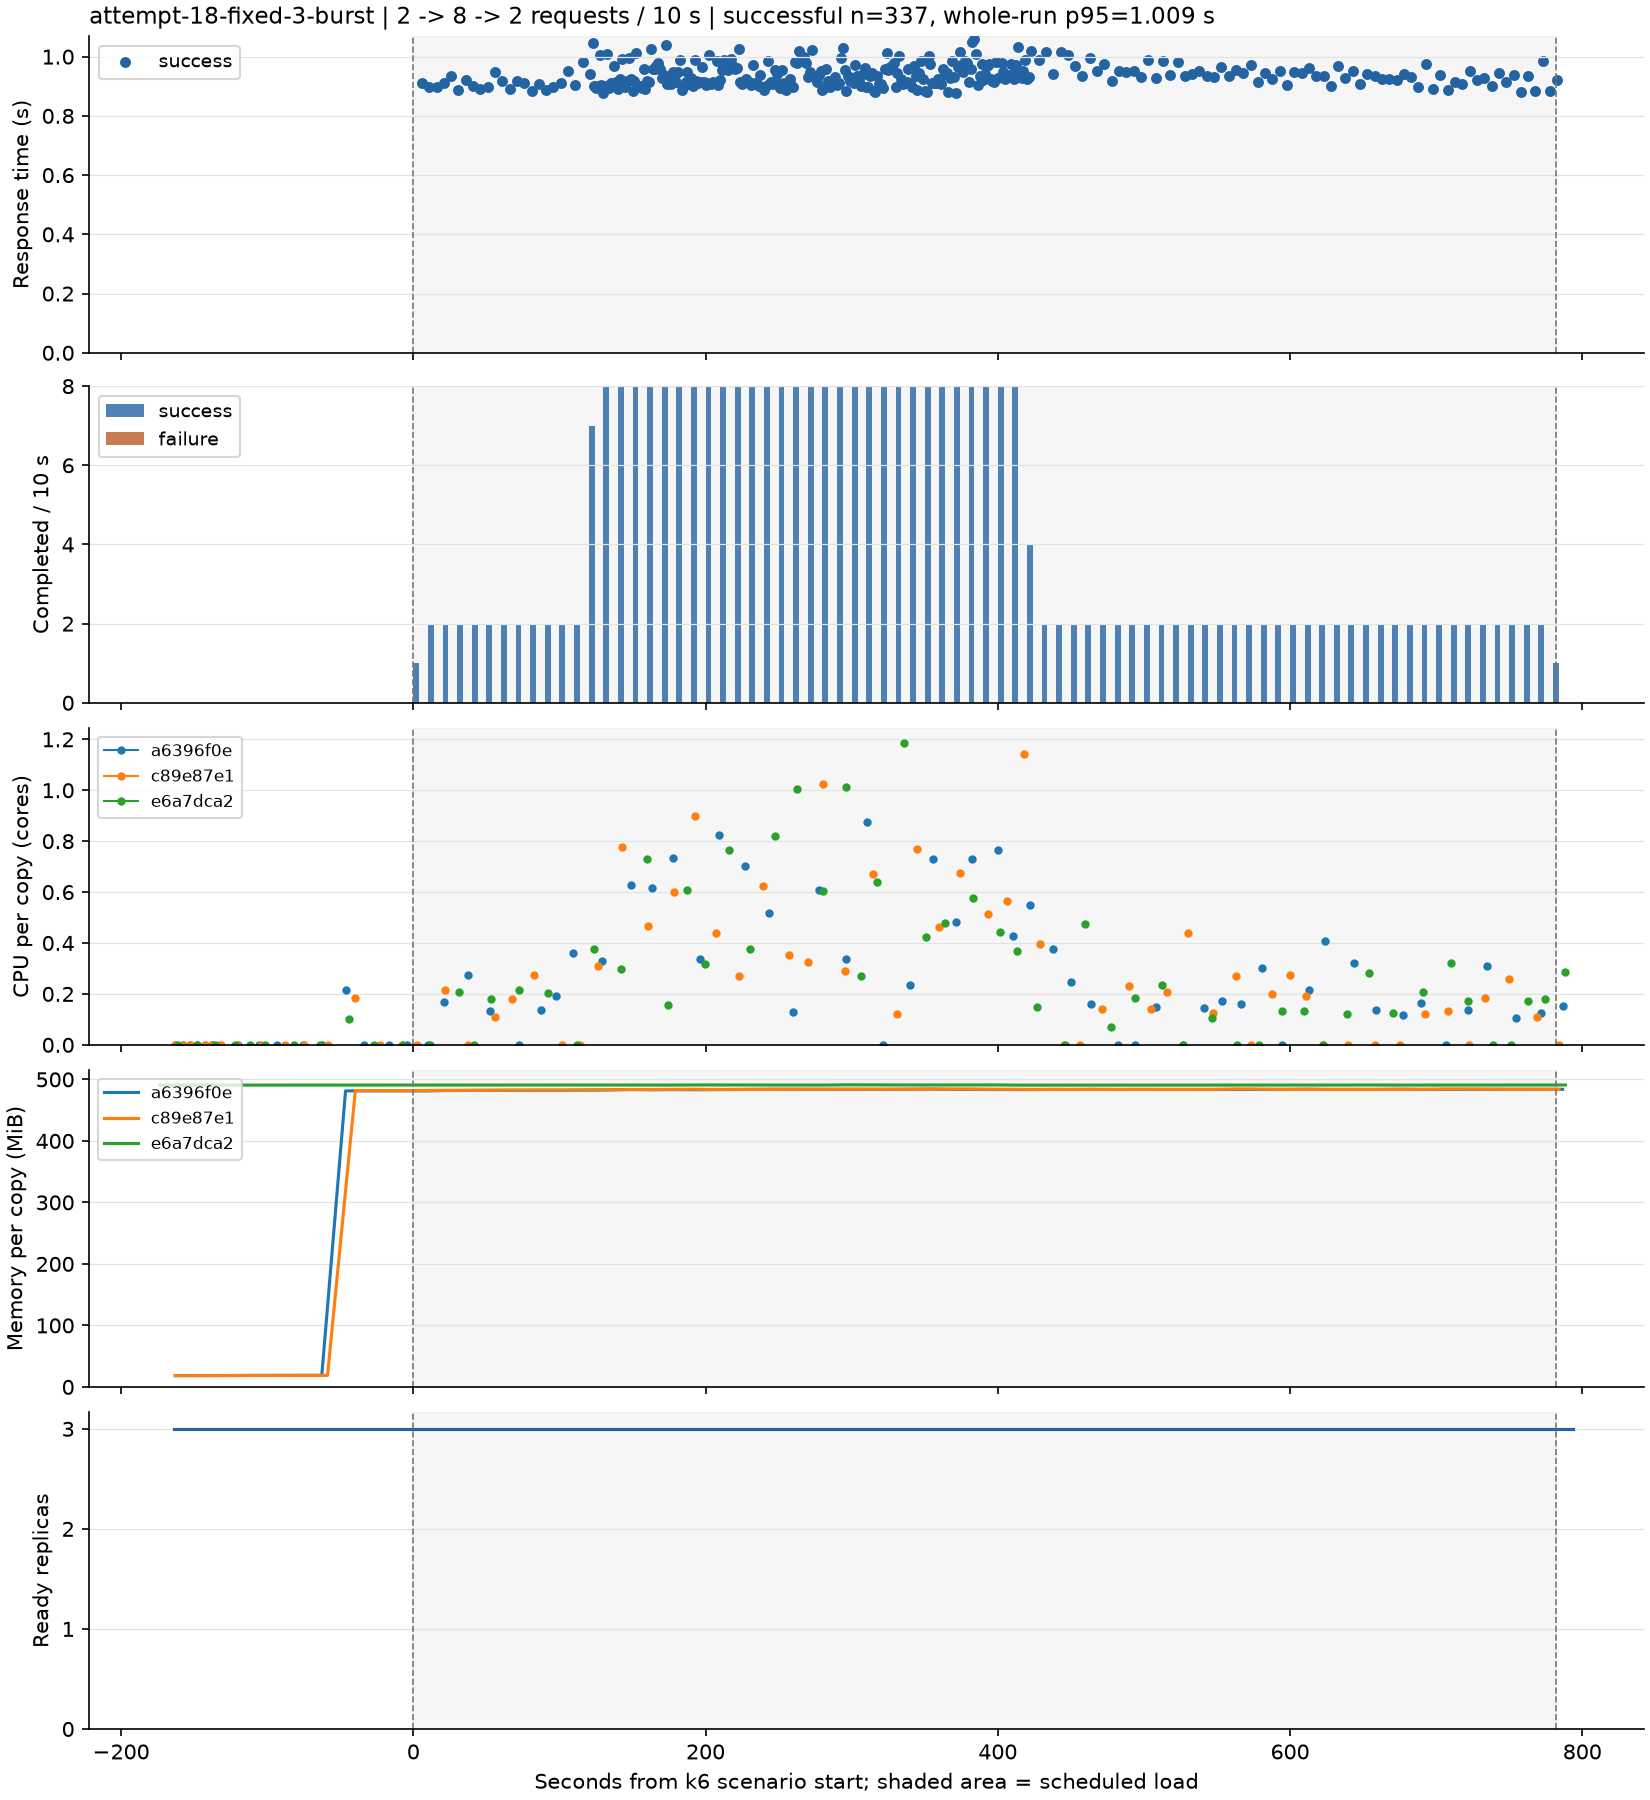 attempt-18-fixed-3-burst | 2 -> 8 -> 2 requests / 10 s | successful n=337, whole-run p95=1.009 s
Response time (s)
1.0
0.8
0.6
0.4
0.2
0.0
success
Completed / 10 s
8
6
4
2
0
success
failure
CPU per copy (cores)
1.2
1.0
0.8
0.6
0.4
0.2
0.0
a6396f0e
c89e87e1
e6a7dca2
Memory per copy (MiB)
500
400
300
200
100
0
a6396f0e
c89e87e1
e6a7dca2
Ready replicas
3
2
1
0
−200
0
200
400
600
800
Seconds from k6 scenario start; shaded area = scheduled load